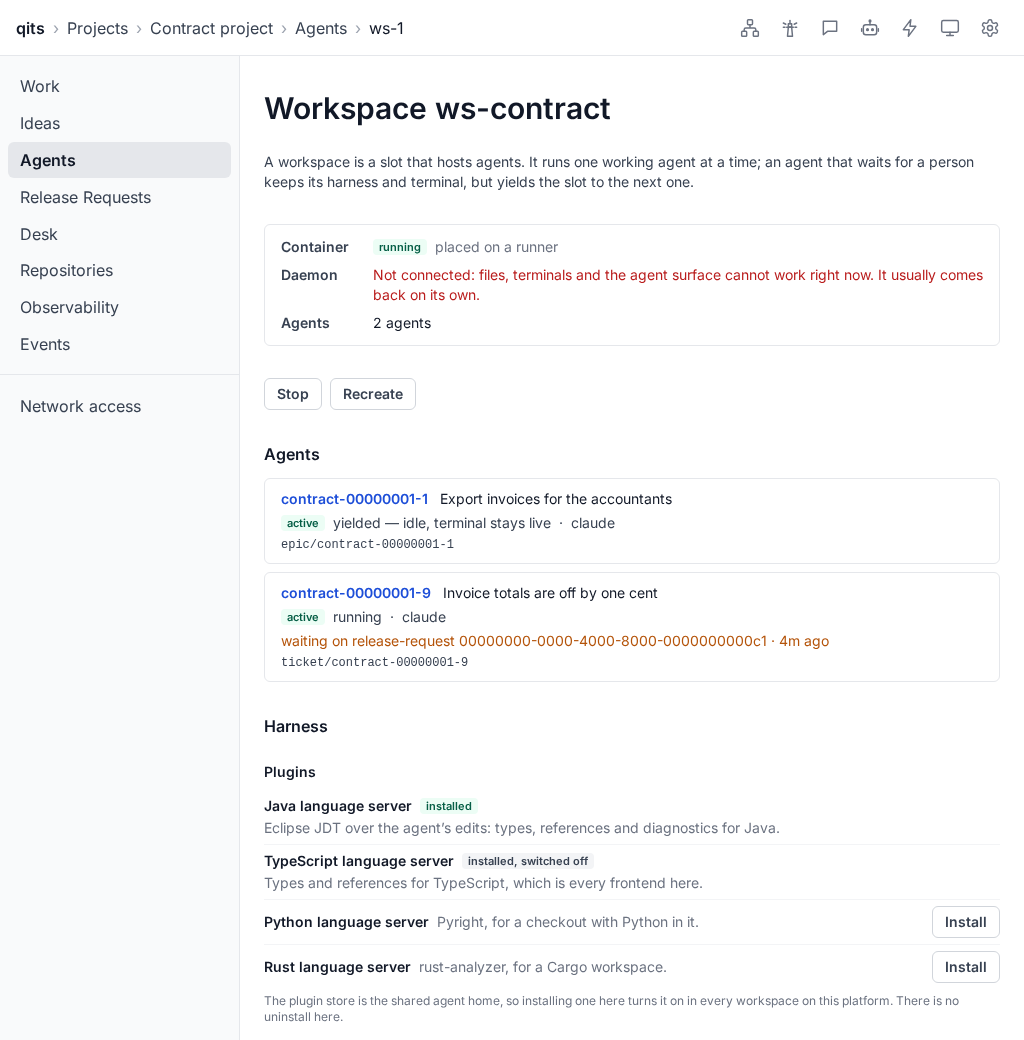 qits › Projects › Contract project › Agents › ws-1
Work
Ideas
Agents
Release Requests
Desk
Repositories
Observability
Events
Network access
Workspace ws-contract
A workspace is a slot that hosts agents. It runs one working agent at a time; an agent that waits for a person
keeps its harness and terminal, but yields the slot to the next one.
Container running placed on a runner
Daemon Not connected: files, terminals and the agent surface cannot work right now. It usually comes
back on its own.
Agents 2 agents
Stop Recreate
Agents
contract-00000001-1 Export invoices for the accountants
active yielded — idle, terminal stays live · claude
epic/contract-00000001-1
contract-00000001-9 Invoice totals are off by one cent
active running · claude
waiting on release-request 00000000-0000-4000-8000-0000000000c1 · 4m ago
ticket/contract-00000001-9
Harness
Plugins
Java language server installed
Eclipse JDT over the agent’s edits: types, references and diagnostics for Java.
TypeScript language server installed, switched off
Types and references for TypeScript, which is every frontend here.
Python language server Pyright, for a checkout with Python in it. Install
Rust language server rust-analyzer, for a Cargo workspace. Install
The plugin store is the shared agent home, so installing one here turns it on in every workspace on this platform. There is no
uninstall here.